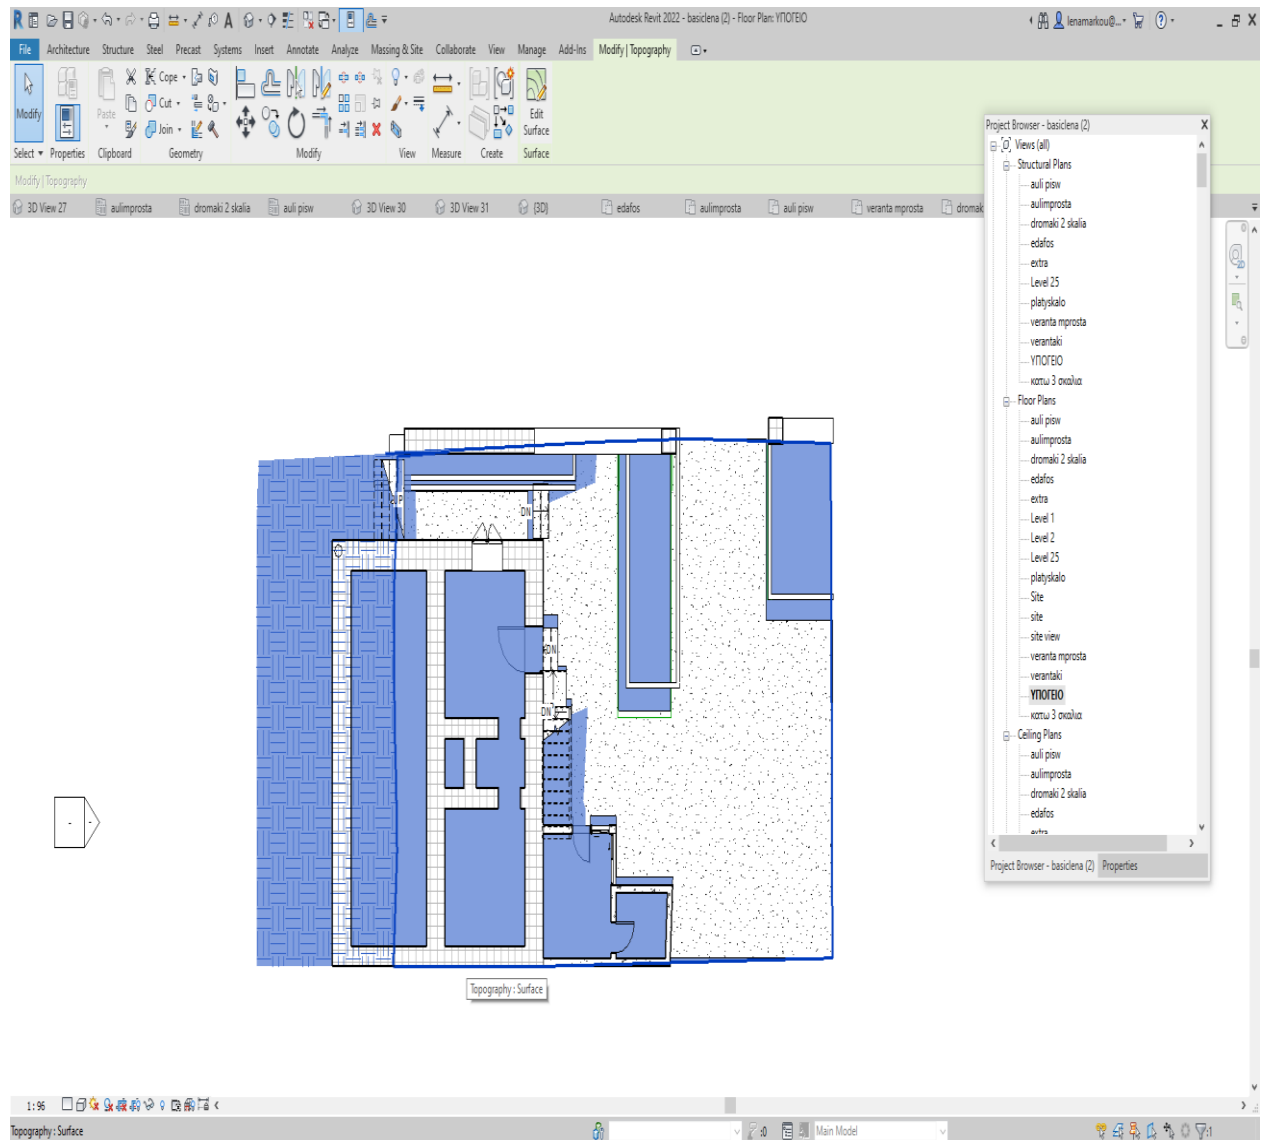 Autodesk Revit 2022 - basiclena (2) - Floor Plan: ΥΠΟΓΕΙΟ
lenamarkou@...
File Architecture Structure Steel Precast Systems Insert Annotate Analyze Massing & Site Collaborate View Manage Add-Ins Modify | Topography
Modify Paste Cope Cut Join Edit Surface
Select Properties Clipboard Geometry Modify View Measure Create Surface
Modify | Topography
3D View 27 aulimprosta dromaki 2 skalia auli pisw 3D View 30 3D View 31 {3D} edafos aulimprosta auli pisw veranta mprosta dromak
Project Browser - basiclena (2)
Views (all)
Structural Plans
auli pisw
aulimprosta
dromaki 2 skalia
edafos
extra
Level 25
platyskalo
veranta mprosta
verantaki
ΥΠΟΓΕΙΟ
κατω 3 σκαλια
Floor Plans
auli pisw
aulimprosta
dromaki 2 skalia
edafos
extra
Level 1
Level 2
Level 25
platyskalo
Site
site
site view
veranta mprosta
verantaki
ΥΠΟΓΕΙΟ
κατω 3 σκαλια
Ceiling Plans
auli pisw
aulimprosta
dromaki 2 skalia
edafos
extra
Project Browser - basiclena (2) Properties
UP
DN
DN
DN
Topography : Surface
1 : 96
Topography : Surface :0 Main Model :1